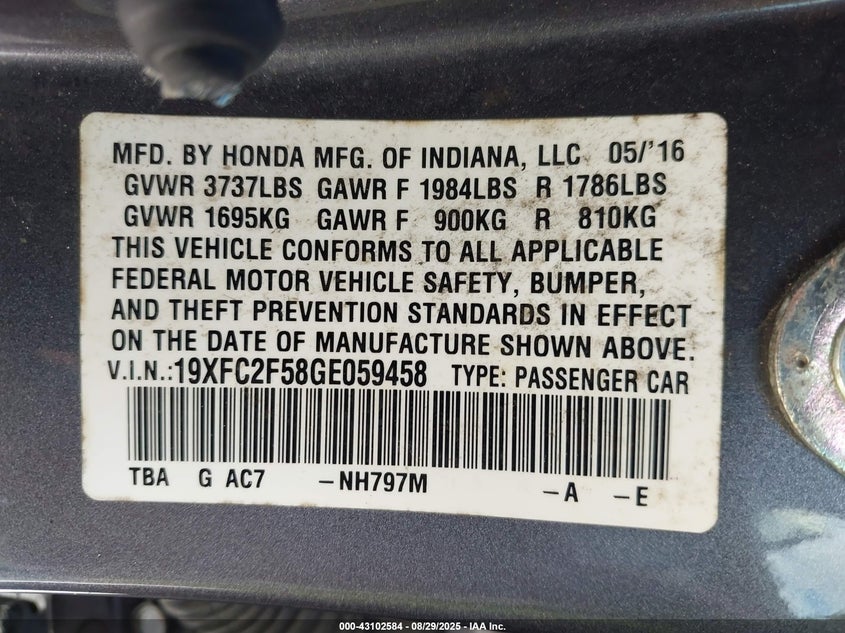 MFD. BY HONDA MFG. OF INDIANA, LLC 05/'16
GVWR 3737LBS GAWR F 1984LBS R 1786LBS
GVWR 1695KG GAWR F 900KG R 810KG
THIS VEHICLE CONFORMS TO ALL APPLICABLE
FEDERAL MOTOR VEHICLE SAFETY, BUMPER,
AND THEFT PREVENTION STANDARDS IN EFFECT
ON THE DATE OF MANUFACTURE SHOWN ABOVE.
V.I.N.:19XFC2F58GE059458 TYPE: PASSENGER CAR
TBA G AC7 -NH797M -A -E
000-43102584 - 08/29/2025 - IAA Inc.